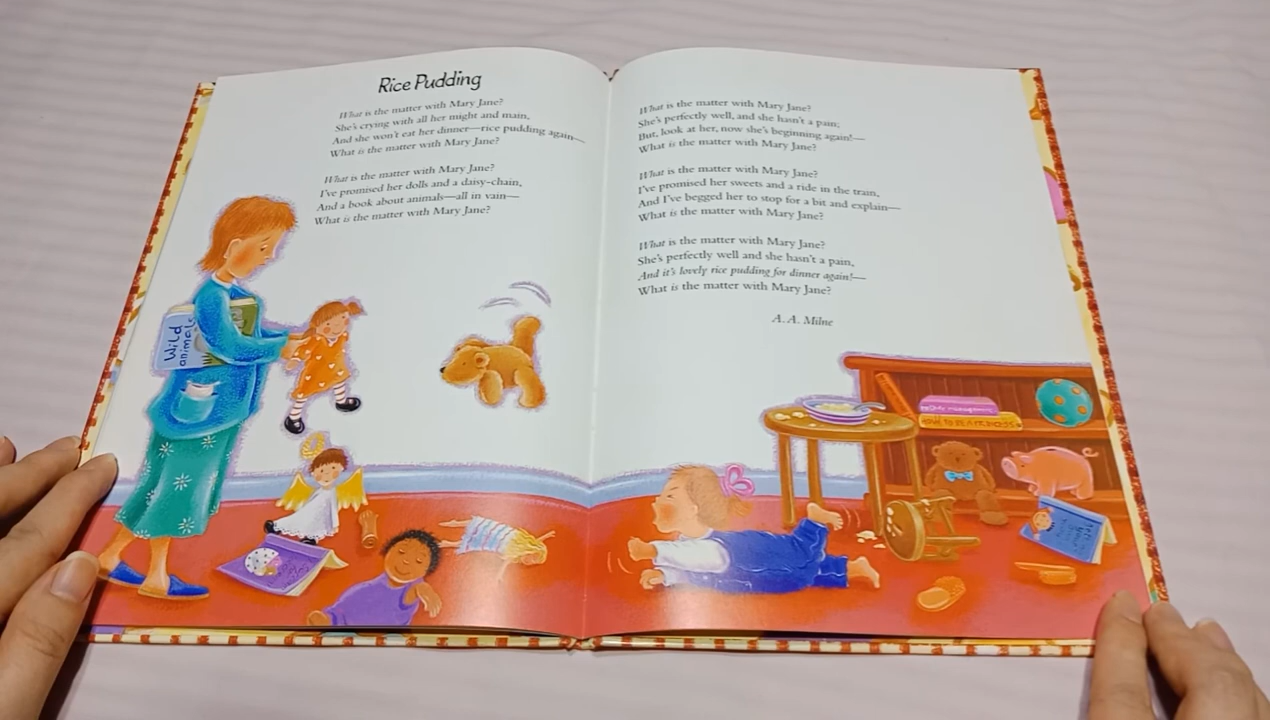 Rice Pudding
What is the matter with Mary Jane?
She's crying with all her might and main,
And she won't eat her dinner—rice pudding again—
What is the matter with Mary Jane?
What is the matter with Mary Jane?
I've promised her dolls and a daisy-chain,
And a book about animals—all in vain—
What is the matter with Mary Jane?
What is the matter with Mary Jane?
She's perfectly well, and she hasn't a pain;
But, look at her, now she's beginning again!—
What is the matter with Mary Jane?
What is the matter with Mary Jane?
I've promised her sweets and a ride in the train,
And I've begged her to stop for a bit and explain—
What is the matter with Mary Jane?
What is the matter with Mary Jane?
She's perfectly well and she hasn't a pain,
And it's lovely rice pudding for dinner again!—
What is the matter with Mary Jane?
A. A. Milne
Wild
animals
HOW TO BE A PRINCESS